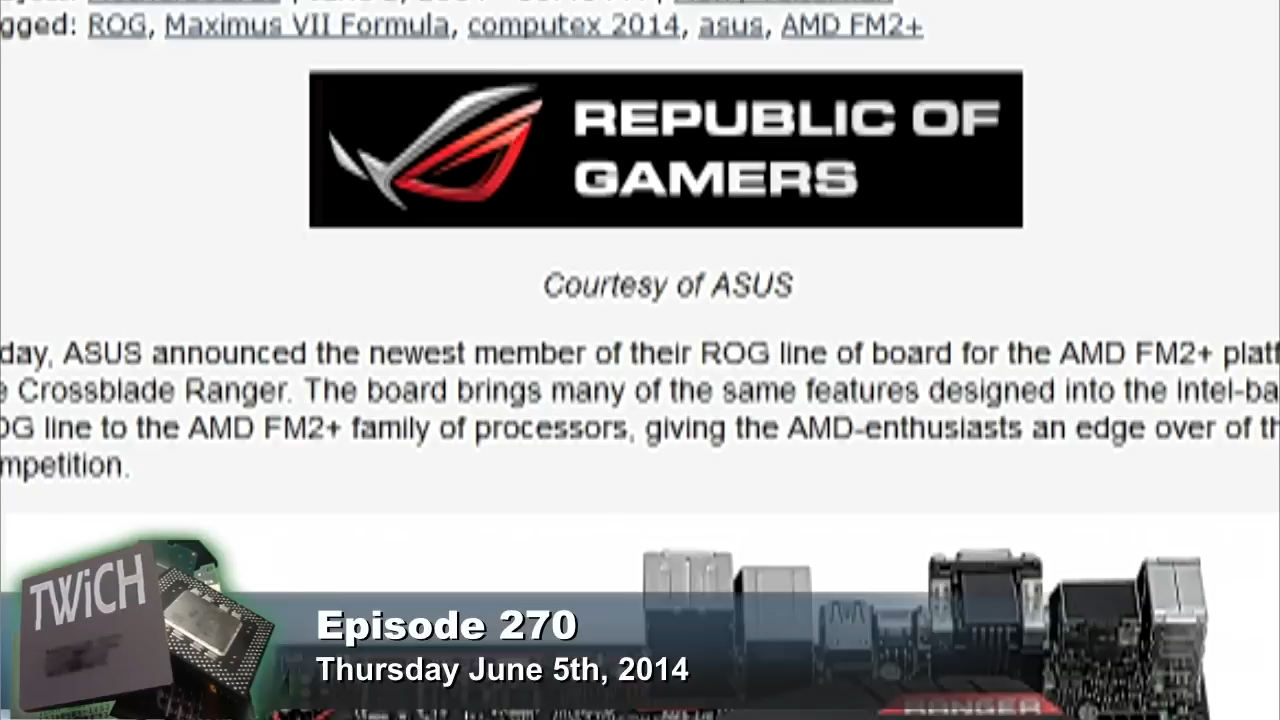 gged: ROG, Maximus VII Formula, computex 2014, asus, AMD FM2+
REPUBLIC OF
GAMERS
Courtesy of ASUS
day, ASUS announced the newest member of their ROG line of board for the AMD FM2+ platf
e Crossblade Ranger. The board brings many of the same features designed into the Intel-ba
OG line to the AMD FM2+ family of processors, giving the AMD-enthusiasts an edge over of th
mpetition.
TWiCH
Episode 270
Thursday June 5th, 2014
RANGER